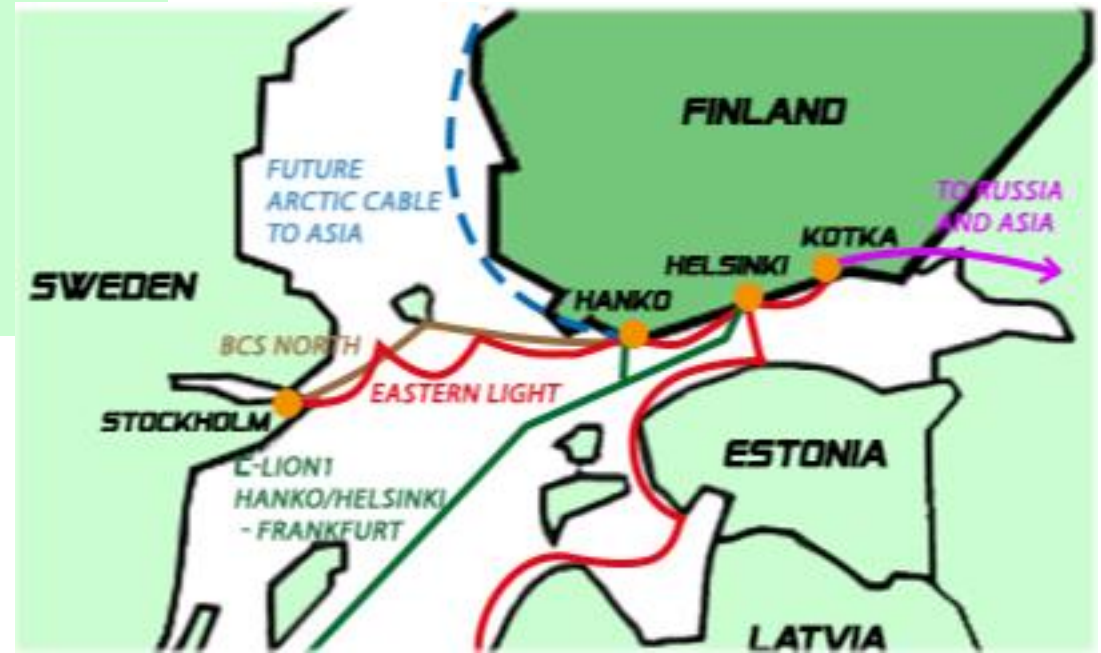 FINLAND
FUTURE
ARCTIC CABLE
TO ASIA
TO RUSSIA
AND ASIA
KOTKA
HELSINKI
SWEDEN
HANKO
BCS NORTH
EASTERN LIGHT
STOCKHOLM
ESTONIA
C-LION1
HANKO/HELSINKI
- FRANKFURT
LATVIA